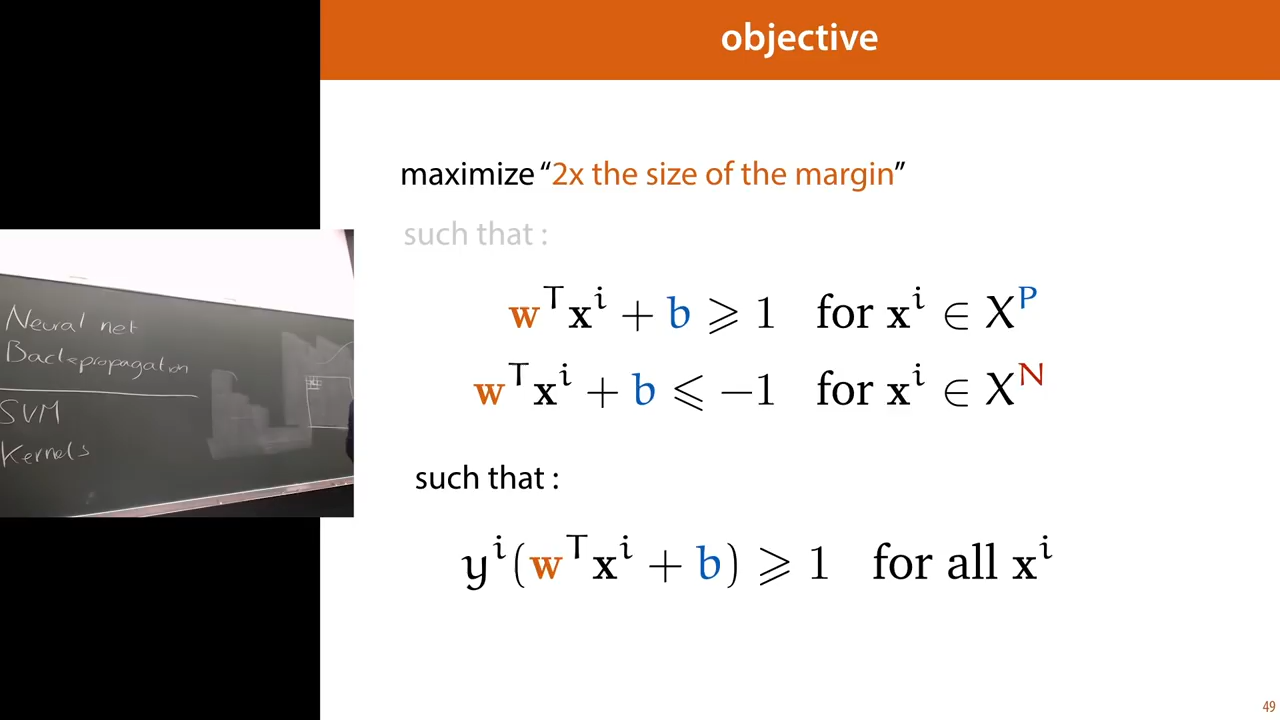 objective
maximize “2x the size of the margin”
such that :
wᵀxⁱ + b ⩾ 1 for xⁱ ∈ Xᴾ
wᵀxⁱ + b ⩽ −1 for xⁱ ∈ Xᴺ
such that :
yⁱ(wᵀxⁱ + b) ⩾ 1 for all xⁱ
49
Neural net
Backpropagation
SVM
Kernels